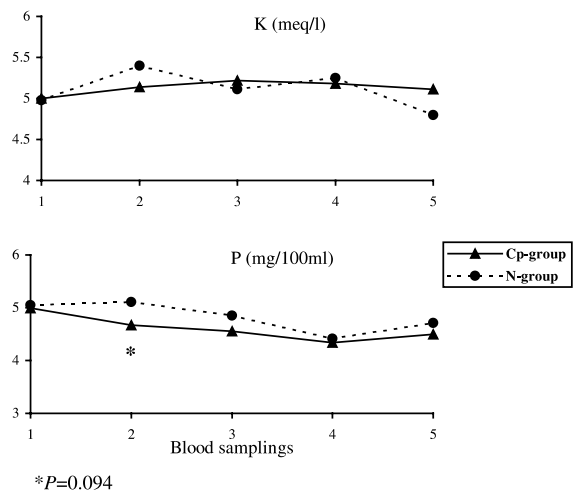 K (meq/l)
6
5.5
5
4.5
4
1 2 3 4 5
P (mg/100ml)
6
5
4
3
*
1 2 3 4 5
Blood samplings
Cp-group
N-group
*P=0.094